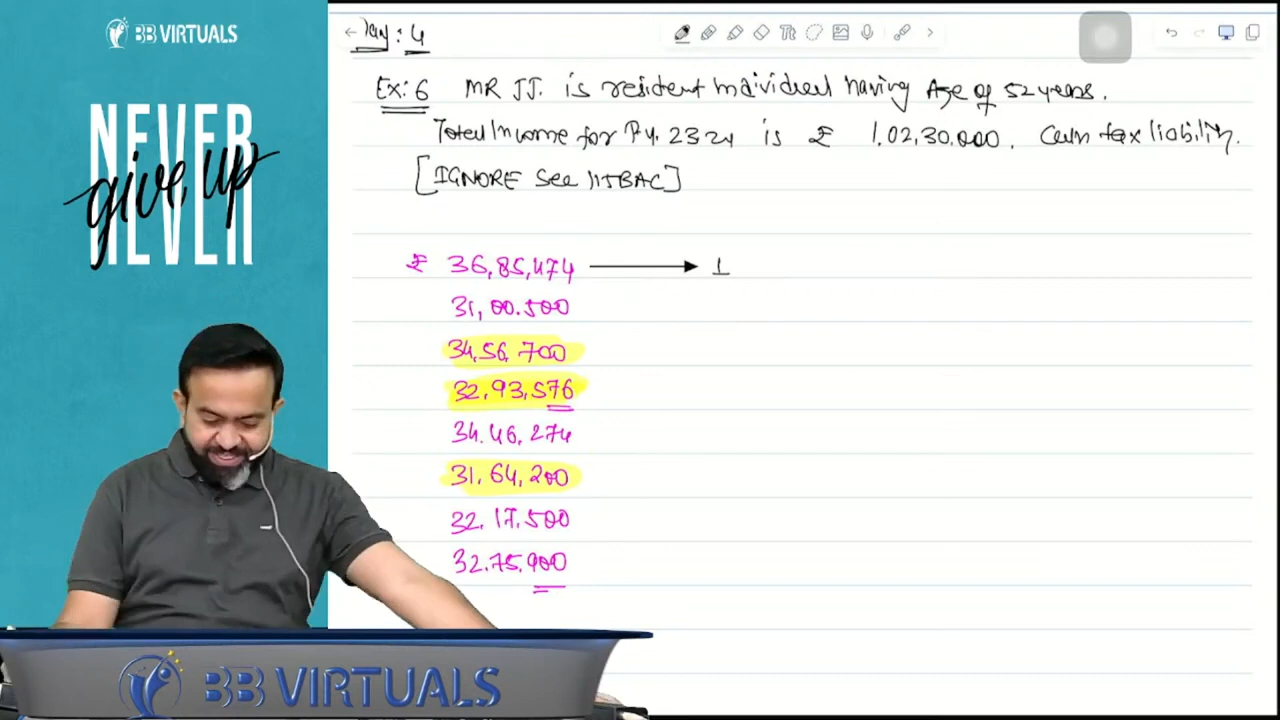 BB VIRTUALS
NEVER
give up
NEVER
Day: 4
Ex: 6 MR JJ. is resident Individual having Age of 52 years.
Total Income for P.Y. 23 24 is ₹ 1,02,30,000. Cum tax liability.
[IGNORE Sec 115BAC]
₹ 36,85,474 → 1
31,00.500
34,56,700
32,93,576
34.46,274
31,64,200
32.17.500
32.75.900
BB VIRTUALS